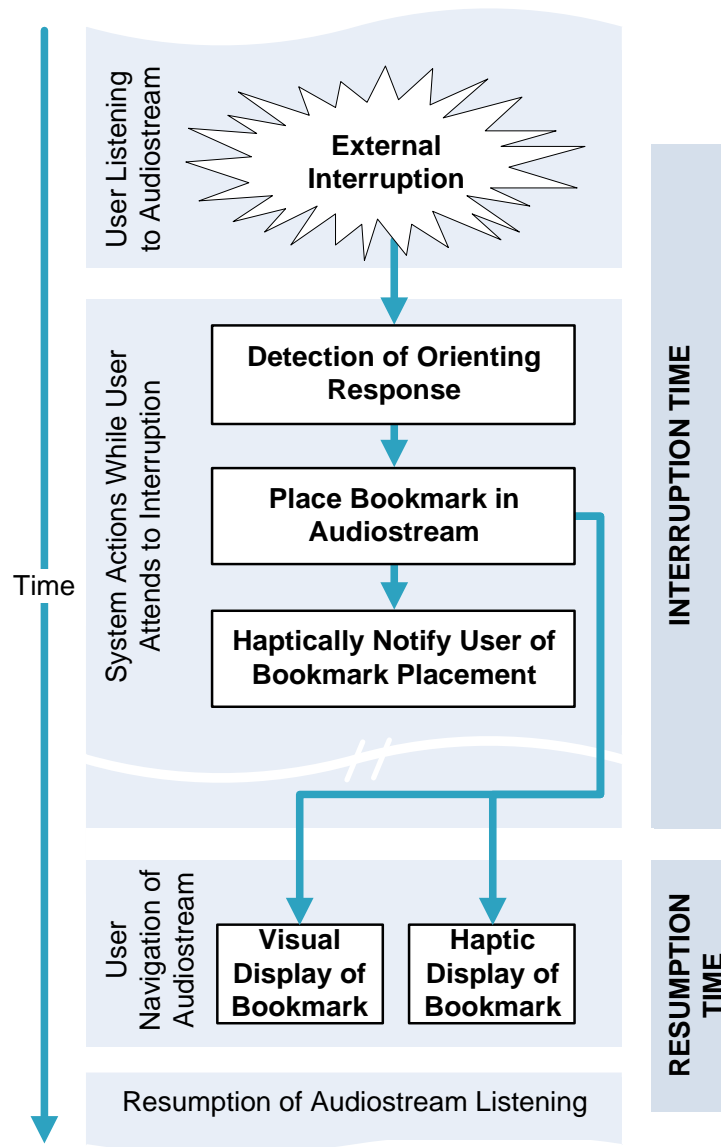 User Listening
to Audiostream
External
Interruption
System Actions While User
Attends to Interruption
Detection of Orienting
Response
Place Bookmark in
Audiostream
Haptically Notify User of
Bookmark Placement
Time
INTERRUPTION TIME
User
Navigation of
Audiostream
Visual
Display of
Bookmark
Haptic
Display of
Bookmark
RESUMPTION
TIME
Resumption of Audiostream Listening